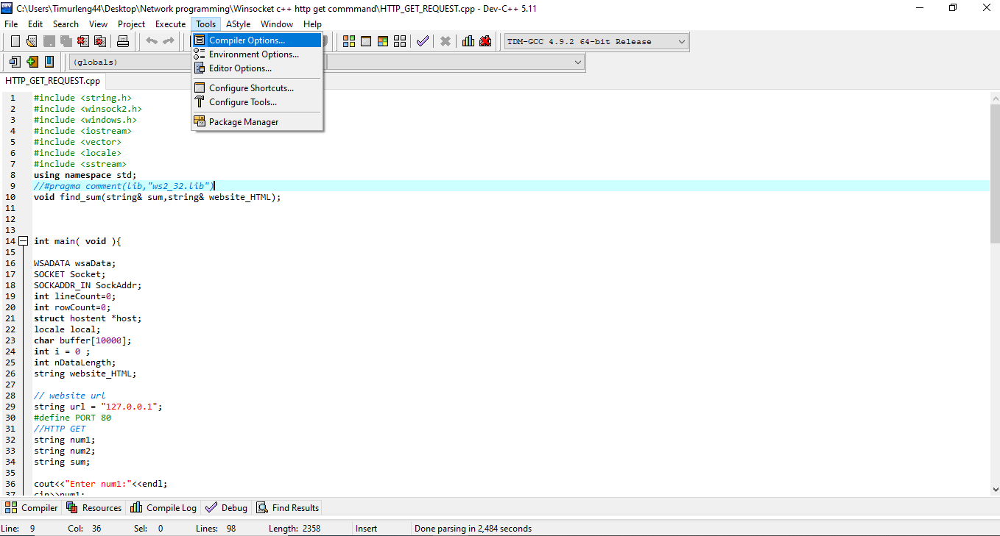 C:\Users\Timurleng44\Desktop\Network programming\Winsocket c++ http get commmand\HTTP_GET_REQUEST.cpp - Dev-C++ 5.11
File Edit Search View Project Execute Tools AStyle Window Help
TDM-GCC 4.9.2 64-bit Release
(globals)
Compiler Options...
Environment Options...
Editor Options...
Configure Shortcuts...
Configure Tools...
Package Manager
HTTP_GET_REQUEST.cpp
1 #include <string.h>
2 #include <winsock2.h>
3 #include <windows.h>
4 #include <iostream>
5 #include <vector>
6 #include <locale>
7 #include <sstream>
8 using namespace std;
9 //#pragma comment(lib,"ws2_32.lib")
10 void find_sum(string& sum,string& website_HTML);
11
12
13
14 int main( void ){
15
16 WSADATA wsaData;
17 SOCKET Socket;
18 SOCKADDR_IN SockAddr;
19 int lineCount=0;
20 int rowCount=0;
21 struct hostent *host;
22 locale local;
23 char buffer[10000];
24 int i = 0 ;
25 int nDataLength;
26 string website_HTML;
27
28 // website url
29 string url = "127.0.0.1";
30 #define PORT 80
31 //HTTP GET
32 string num1;
33 string num2;
34 string sum;
35
36 cout<<"Enter num1:"<<endl;
37 cin>>num1;
Compiler Resources Compile Log Debug Find Results
Line: 9 Col: 36 Sel: 0 Lines: 98 Length: 2358 Insert Done parsing in 2,484 seconds